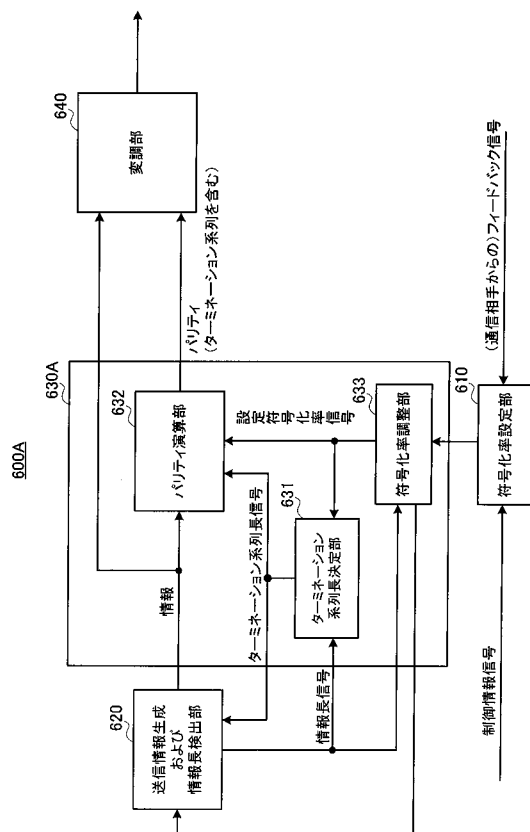 600A
620
送信情報生成
および
情報長検出部
情報
ターミネーション系列長信号
情報長信号
630A
632
パリティ演算部
設定符号化率信号
631
ターミネーション
系列長決定部
633
符号化率調整部
パリティ
(ターミネーション系列を含む)
640
変調部
制御情報信号
610
符号化率設定部
(通信相手からの)フィードバック信号